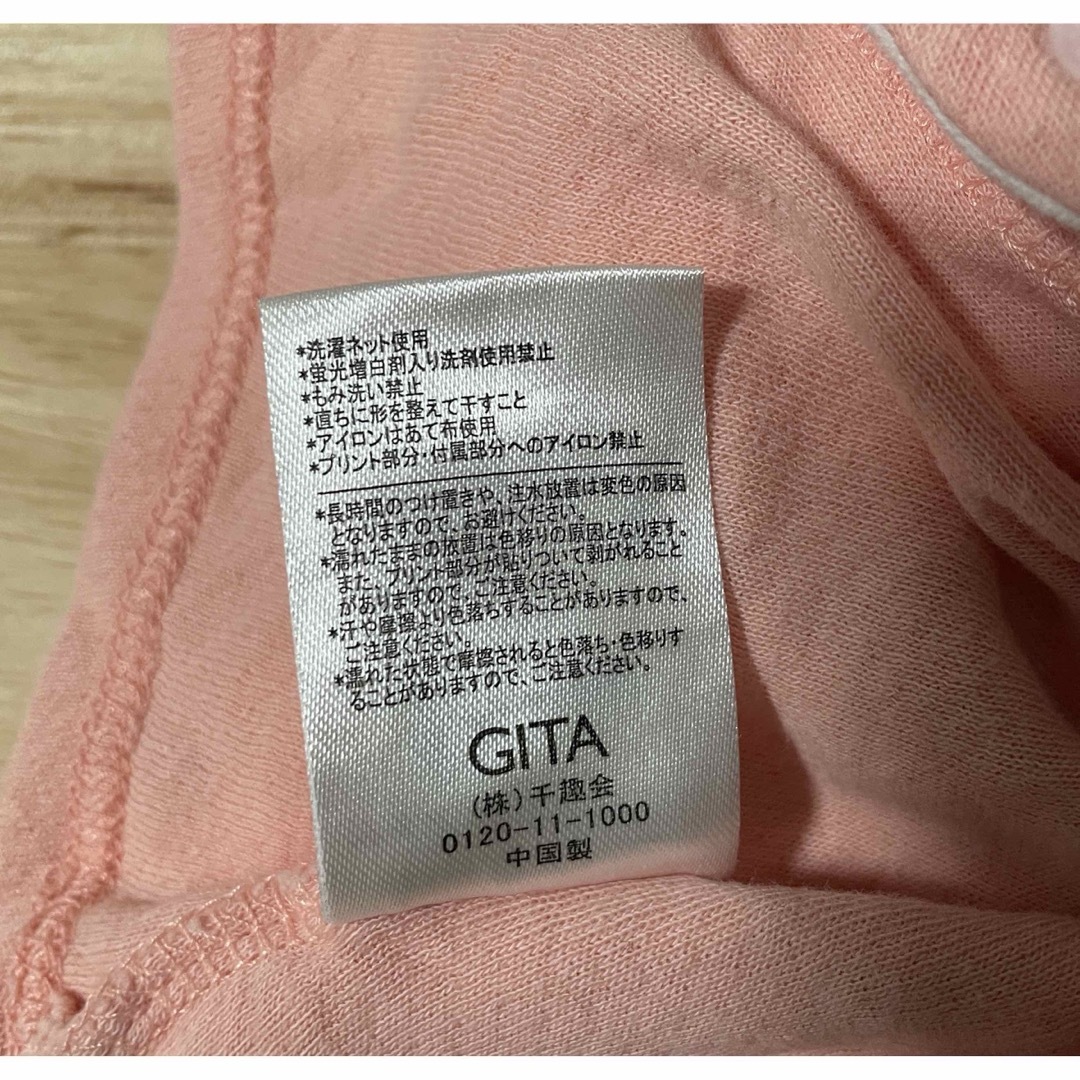 *洗濯ネット使用
*蛍光増白剤入り洗剤使用禁止
*もみ洗い禁止
*直ちに形を整えて干すこと
*アイロンはあて布使用
*プリント部分・付属部分へのアイロン禁止
*長時間のつけ置きや、注水放置は変色の原因
となりますので、お避けください。
*濡れたままの放置は色移りの原因となります。
また、プリント部分が貼りついて剥がれること
がありますので、ご注意ください。
*汗や摩擦より色落ちすることがありますので、
ご注意ください。
*濡れた状態で摩擦されると色落ち・色移りす
ることがありますので、ご注意ください。
GITA
(株)千趣会
0120-11-1000
中国製